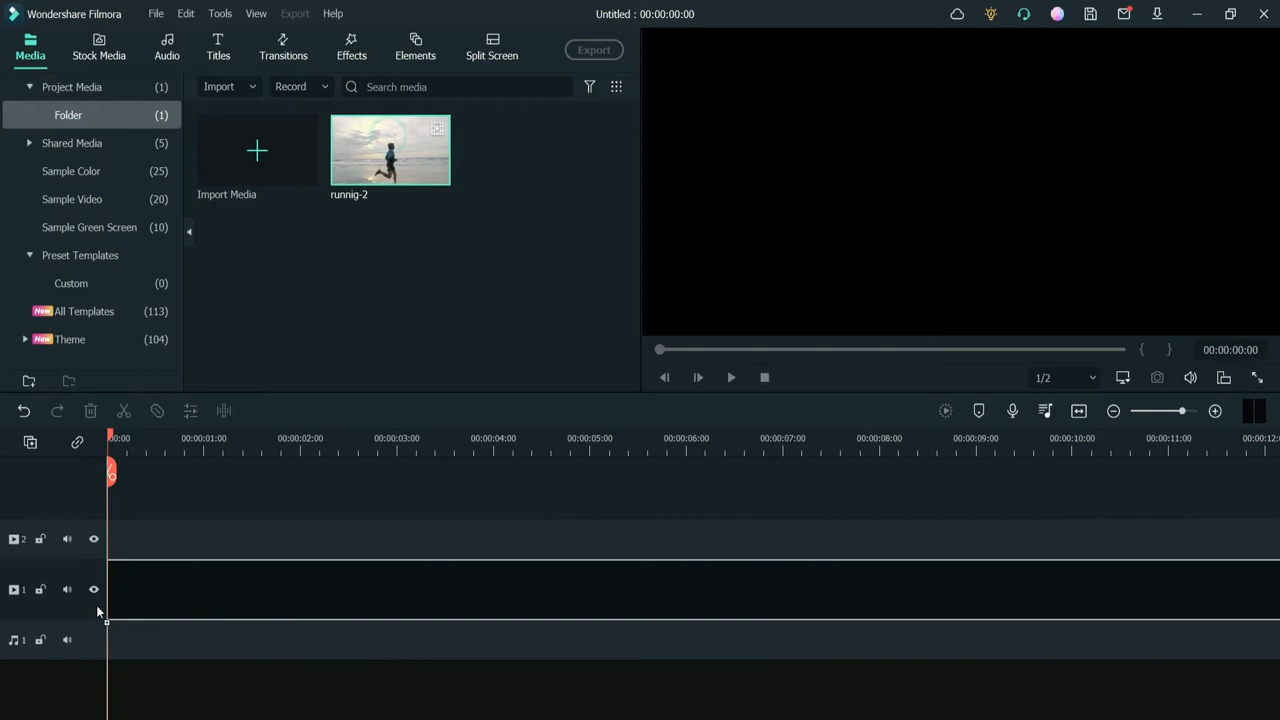 Wondershare Filmora File Edit Tools View Export Help Untitled : 00:00:00:00
Media Stock Media Audio Titles Transitions Effects Elements Split Screen Export
Project Media (1) Import Record Search media
Folder (1)
Shared Media (5)
Sample Color (25)
Sample Video (20)
Import Media runnig-2
Sample Green Screen (10)
Preset Templates
Custom (0)
New All Templates (113)
New Theme (104)
00:00:00:00
1/2
00:00 00:00:01:00 00:00:02:00 00:00:03:00 00:00:04:00 00:00:05:00 00:00:06:00 00:00:07:00 00:00:08:00 00:00:09:00 00:00:10:00 00:00:11:00 00:00:12:
2
1
1